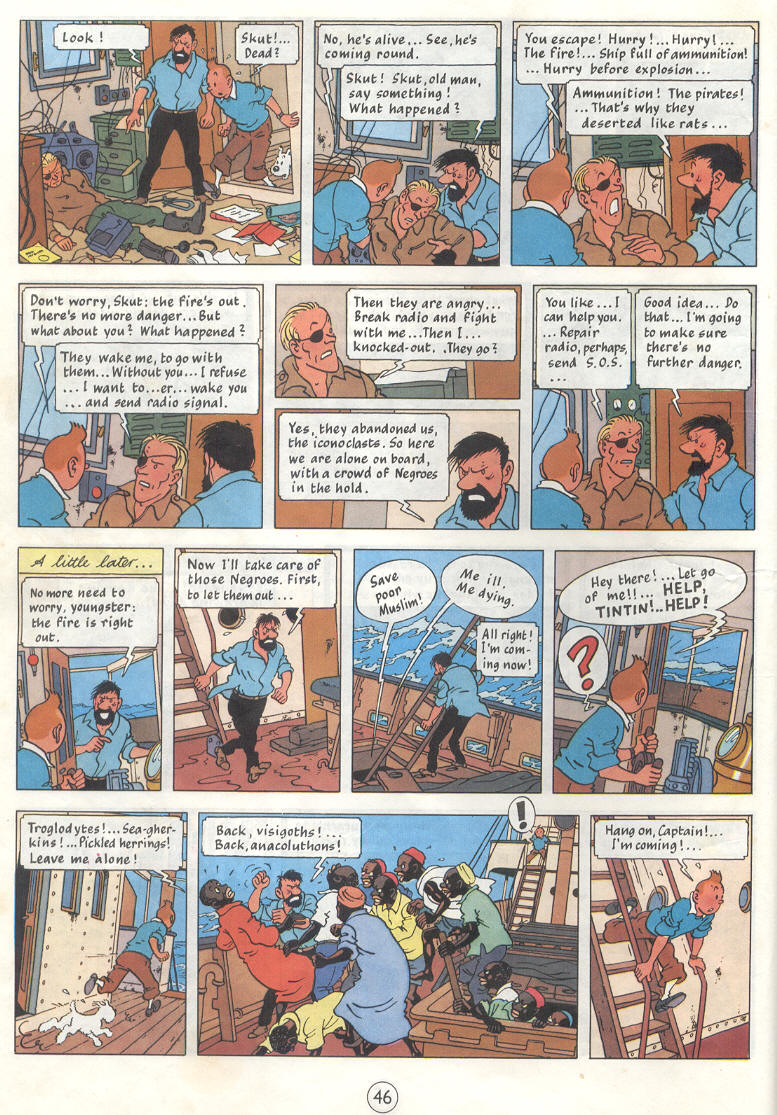 Look !
Skut!...
Dead?
No, he's alive,.. See, he's
coming round.
Skut! Skut, old man,
say something!
What happened?
You escape! Hurry !... Hurry! ...
The fire!... Ship full of ammunition!
... Hurry before explosion...
Ammunition! The pirates!
... That's why they
deserted like rats ...
Don't worry, Skut: the fire's out.
There's no more danger...But
what about you? What happened?
They wake me, to go with
them...Without you...I refuse
... I want to...er...wake you
... and send radio signal.
Then they are angry...
Break radio and fight
with me...Then I...
knocked-out. .They go?
Yes, they abandoned us,
the iconoclasts. So here
we are alone on board,
with a crowd of Negroes
in the hold.
You like ... I
can help you.
... Repair
radio, perhaps,
send S.O.S.
...
Good idea... Do
that... I'm going
to make sure
there's no
further danger.
A little later...
No more need to
worry, youngster:
the fire is right
out.
Now I'll take care of
those Negroes. First,
to let them out ...
Save
poor
Muslim!
Me ill,
Me dying.
All right!
I'm com-
ing now!
Hey there! ... Let go
of me!!... HELP,
TINTIN!..HELP!
?
Troglodytes!...Sea-gher-
kins! ...Pickled herrings!
Leave me alone!
Back, visigoths! ...
Back, anacoluthons!
!
Hang on, Captain!...
I'm coming! ...
46